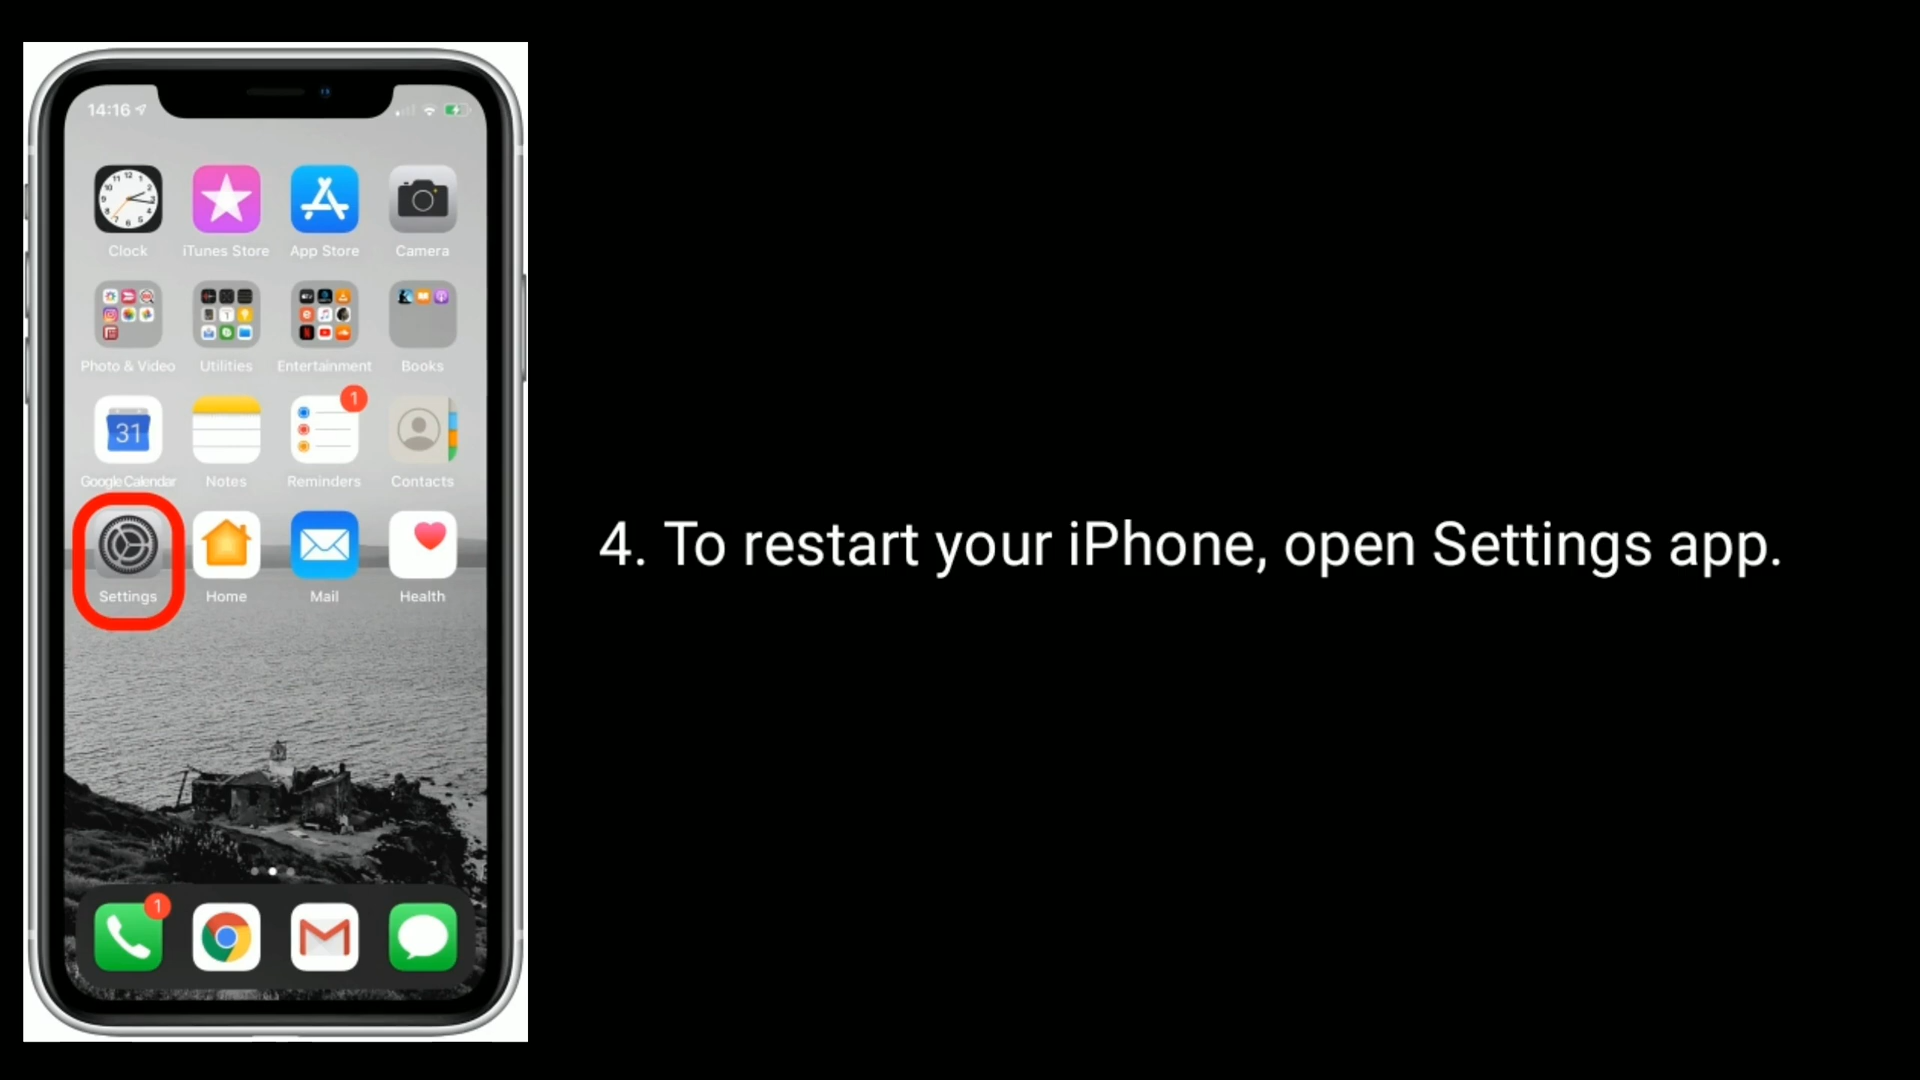 14:16
Clock iTunes Store App Store Camera
Photo & Video Utilities Entertainment Books
1
31
Google Calendar Notes Reminders Contacts
Settings Home Mail Health
4. To restart your iPhone, open Settings app.
1